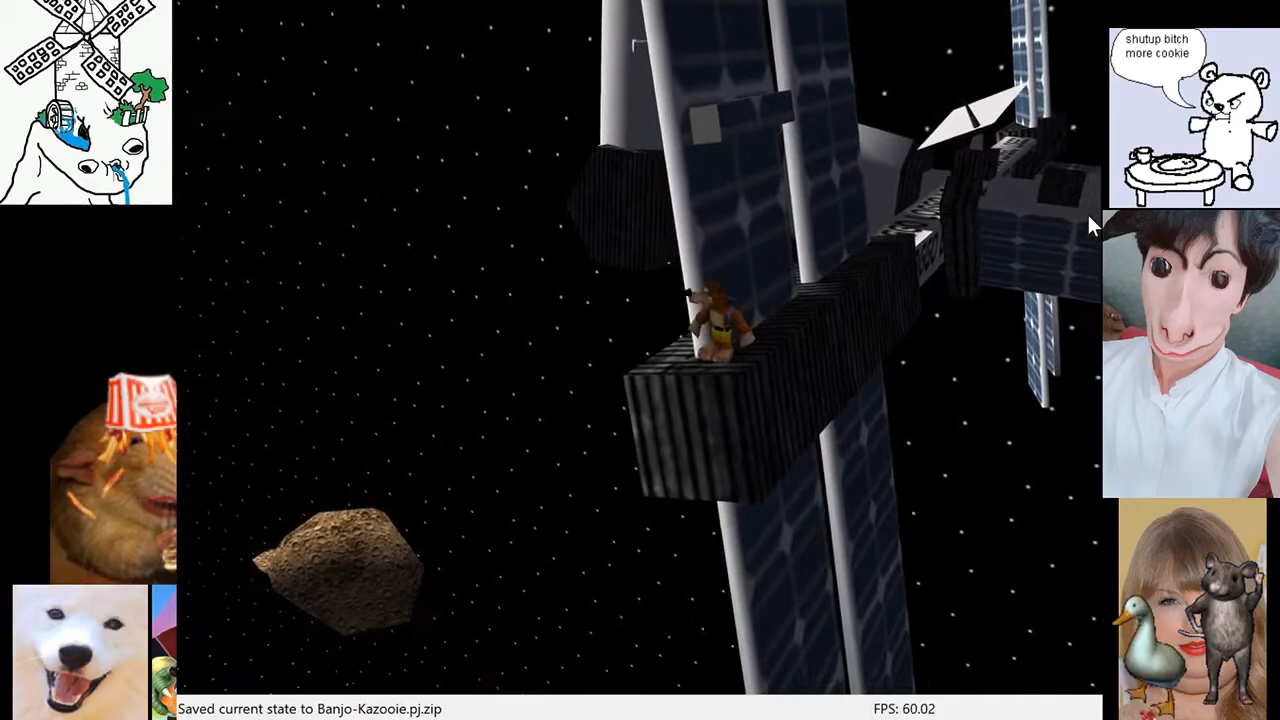 shutup bitch
more cookie
Saved current state to Banjo-Kazooie.pj.zip
FPS: 60.02